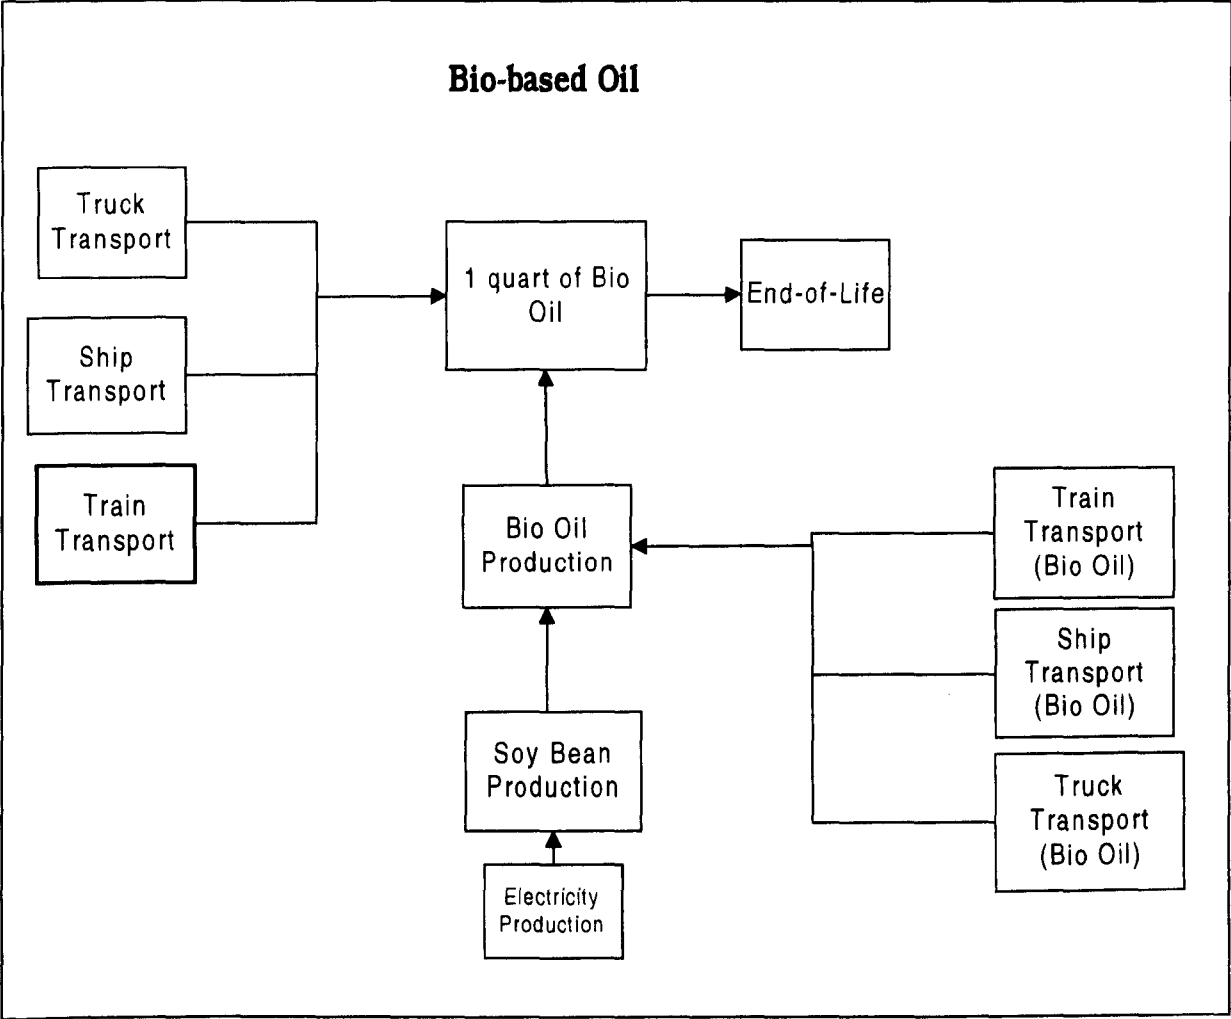 Bio-based Oil
Truck
Transport
1 quart of Bio
Oil
End-of-Life
Ship
Transport
Train
Transport
Bio Oil
Production
Train
Transport
(Bio Oil)
Ship
Transport
(Bio Oil)
Soy Bean
Production
Truck
Transport
(Bio Oil)
Electricity
Production